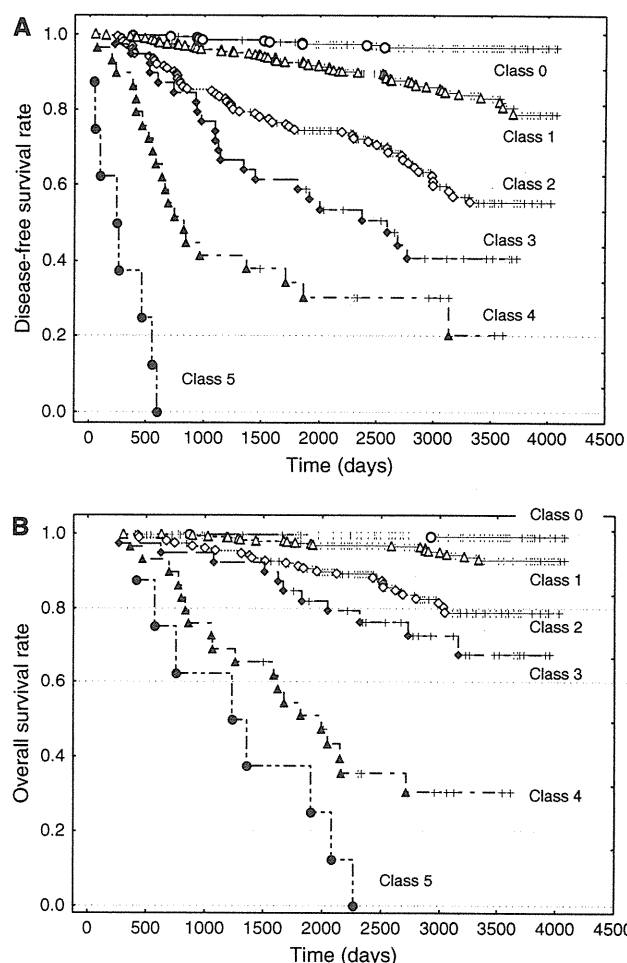 A
Disease-free survival rate
1.0
0.8
0.6
0.4
0.2
0.0
Class 0
Class 1
Class 2
Class 3
Class 4
Class 5
0 500 1000 1500 2000 2500 3000 3500 4000 4500
Time (days)
B
Overall survival rate
1.0
0.8
0.6
0.4
0.2
0.0
Class 0
Class 1
Class 2
Class 3
Class 4
Class 5
0 500 1000 1500 2000 2500 3000 3500 4000 4500
Time (days)